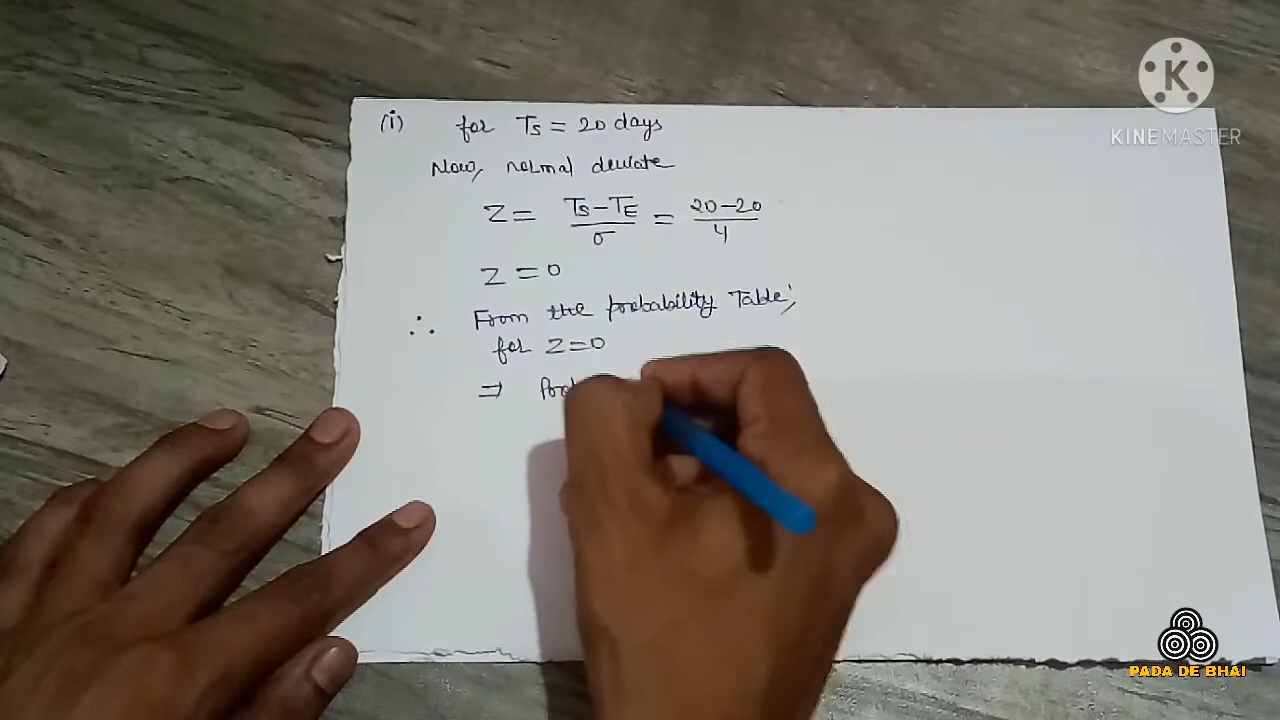 (i) for Ts = 20 days
Now, normal deviate
Z = Ts - TE / σ = 20 - 20 / 4
Z = 0
∴ From the probability Table,
for Z = 0
⇒
K
KINEMASTER
PADA DE BHAI